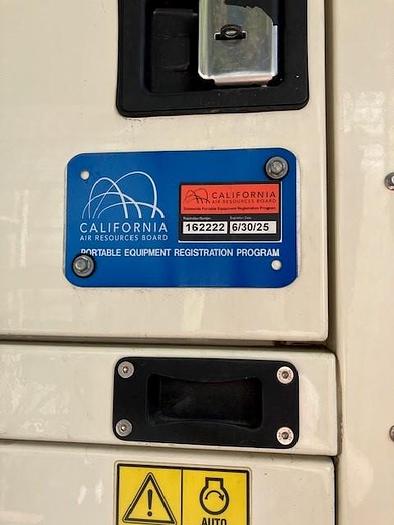 CALIFORNIA
AIR RESOURCES BOARD
CALIFORNIA
AIR RESOURCES BOARD
Statewide Portable Equipment Registration Program
Registration Number
Expiration Date
162222 6/30/25
PORTABLE EQUIPMENT REGISTRATION PROGRAM
AUTO